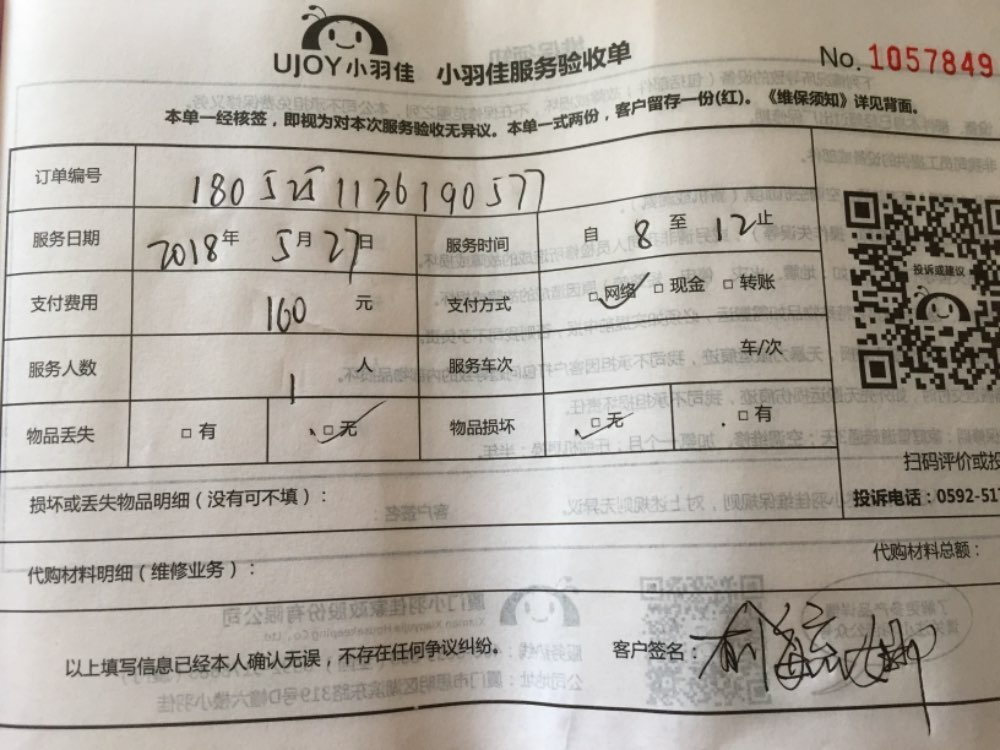 UJOY小羽佳 小羽佳服务验收单 No. 1057849
本单一经核签，即视为对本次服务验收无异议。本单一式两份，客户留存一份(红)。《维保须知》详见背面。
订单编号 1805251136190577
服务日期 2018年 5月 27日 服务时间 自 8 至 12 止
支付费用 160 元 支付方式 □网络 □现金 □转账
服务人数 1 人 服务车次 车/次
物品丢失 □有 □无 物品损坏 □无 □有
投诉或建议
扫码评价或投
投诉电话：0592-517
损坏或丢失物品明细（没有可不填）：
代购材料明细（维修业务）： 代购材料总额：
以上填写信息已经本人确认无误，不存在任何争议纠纷。 客户签名：